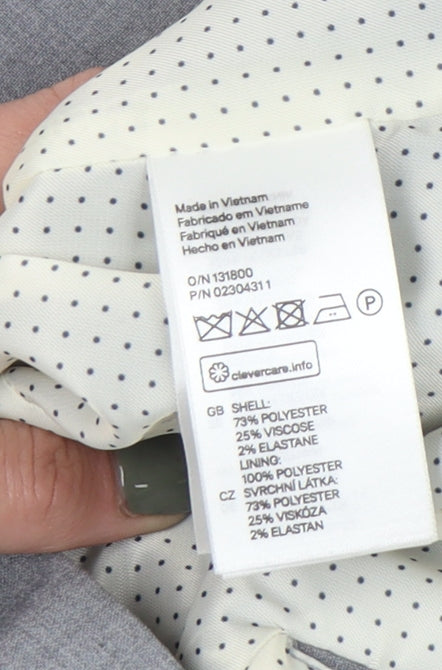 Made in Vietnam
Fabricado em Vietname
Fabriqué en Vietnam
Hecho en Vietnam
O/N 131800
P/N 02304311
P
clevercare.info
GB SHELL:
73% POLYESTER
25% VISCOSE
2% ELASTANE
LINING:
100% POLYESTER
CZ SVRCHNÍ LÁTKA:
73% POLYESTER
25% VISKÓZA
2% ELASTAN